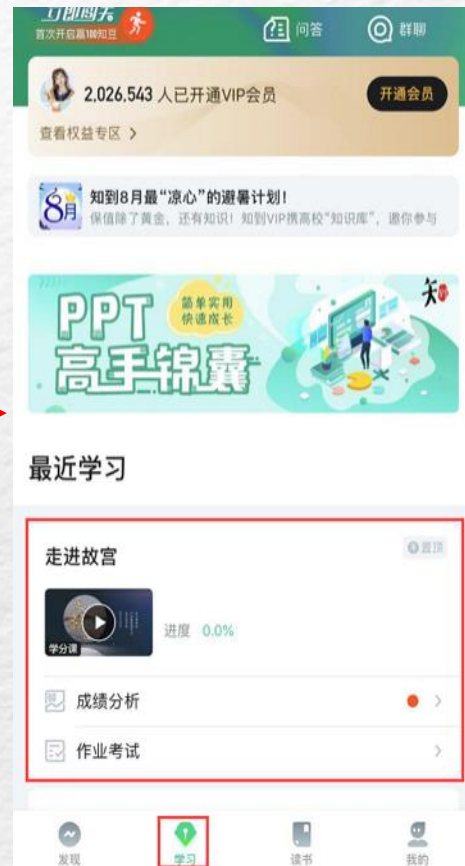 立即闯关
首次开启赢100知豆
问答
群聊
2,026,543 人已开通VIP会员
开通会员
查看权益专区 >
8月
知到8月最“凉心”的避暑计划!
保值除了黄金，还有知识! 知到VIP携高校“知识库”，邀你参与
PPT
高手锦囊
简单实用
快速成长
最近学习
走进故宫
置顶
学分课
进度 0.0%
成绩分析
作业考试
发现
学习
读书
我的